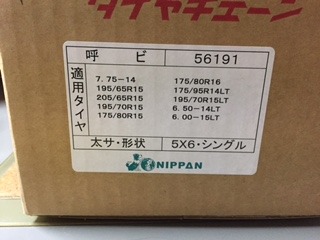 タイヤチェーン
呼 ビ 56191
適用タイヤ
7. 75-14 175/80R16
195/65R15 175/95R14LT
205/65R15 195/70R15LT
195/70R15 6. 50-14LT
175/80R15 6. 00-15LT
太サ・形状 5X6・シングル
NIPPAN